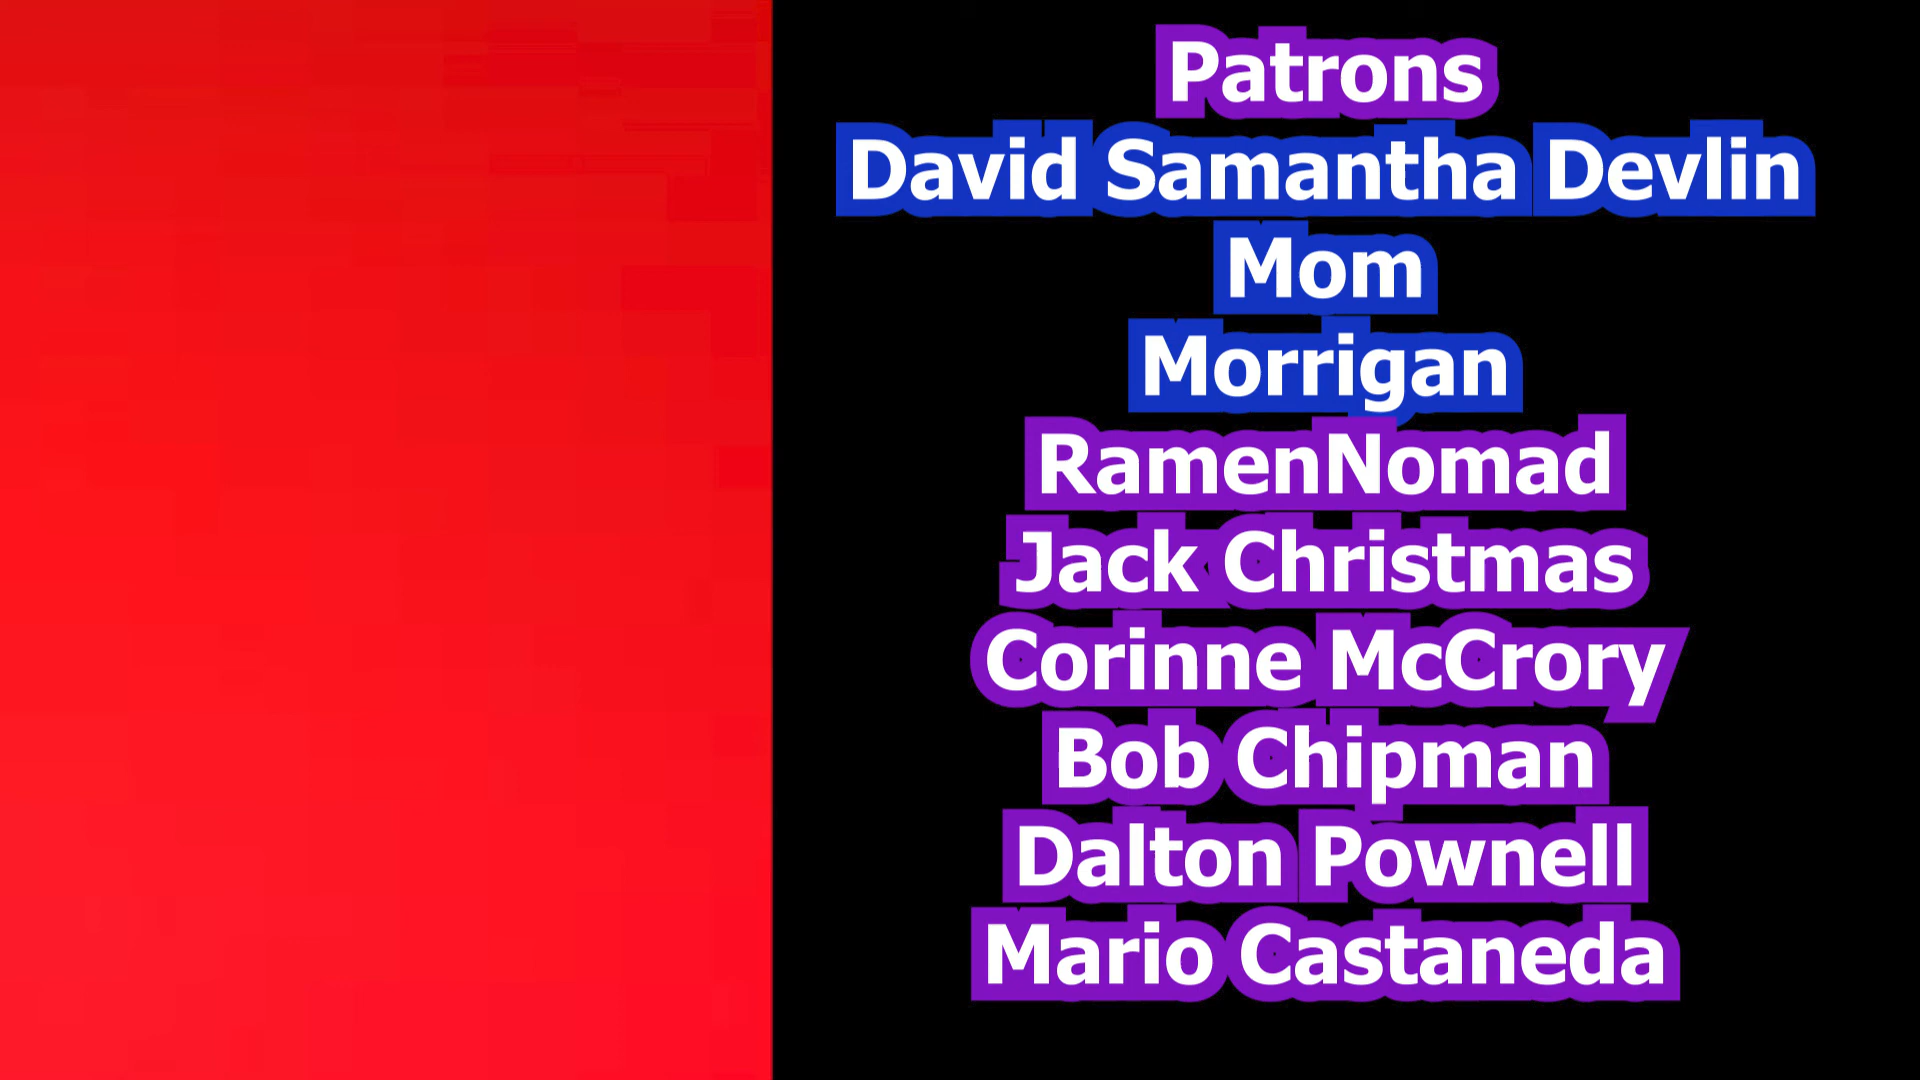 Patrons
David Samantha Devlin
Mom
Morrigan
RamenNomad
Jack Christmas
Corinne McCrory
Bob Chipman
Dalton Pownell
Mario Castaneda